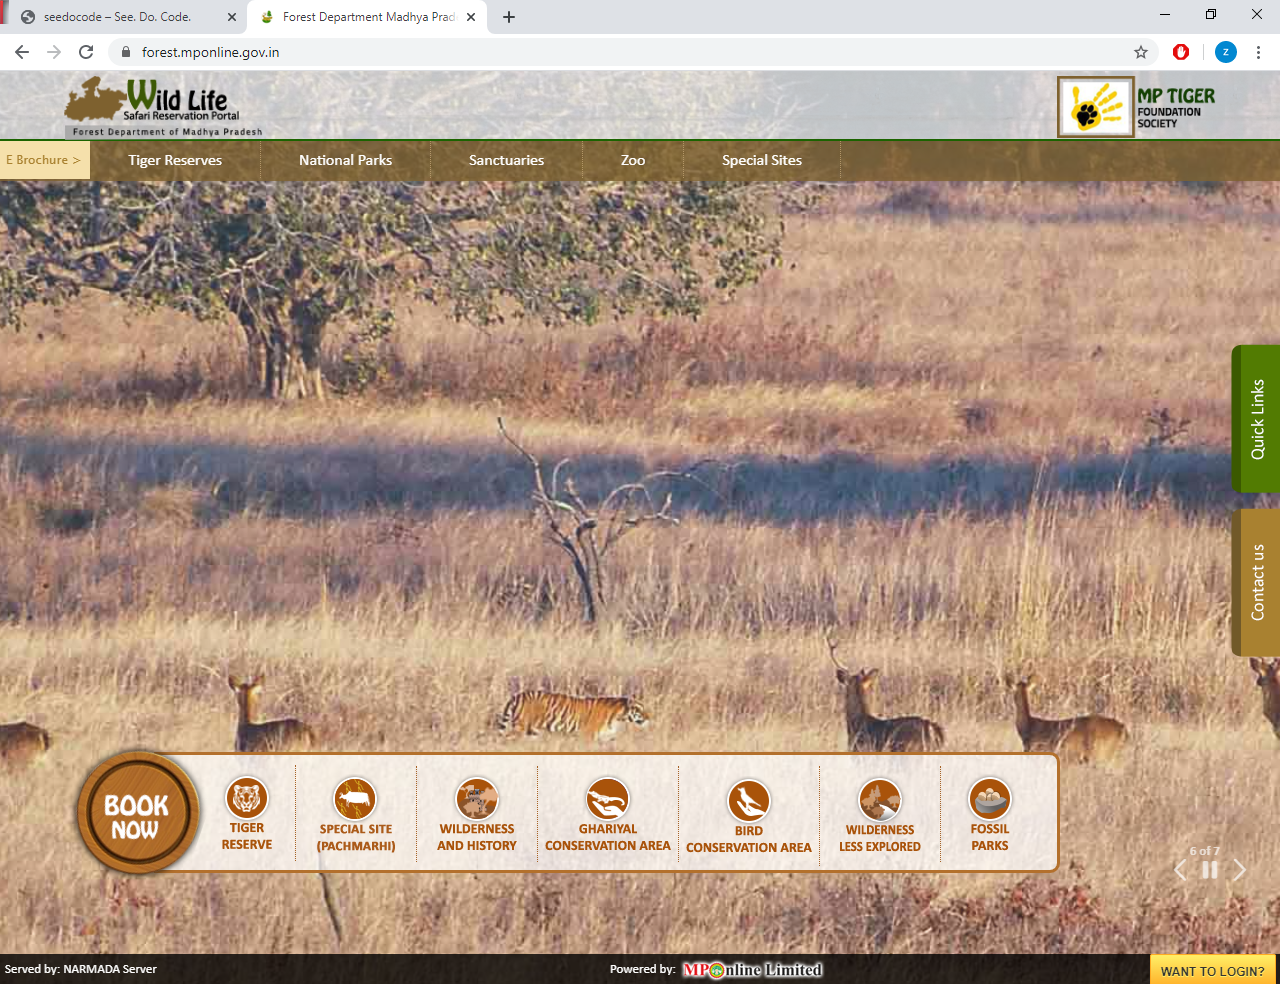 seedocode – See. Do. Code.
Forest Department Madhya Prad
forest.mponline.gov.in
z
Wild Life
Safari Reservation Portal
Forest Department of Madhya Pradesh
MP TIGER
FOUNDATION
SOCIETY
E Brochure >
Tiger Reserves
National Parks
Sanctuaries
Zoo
Special Sites
Quick Links
Contact us
BOOK
NOW
TIGER
RESERVE
SPECIAL SITE
(PACHMARHI)
WILDERNESS
AND HISTORY
GHARIYAL
CONSERVATION AREA
BIRD
CONSERVATION AREA
WILDERNESS
LESS EXPLORED
FOSSIL
PARKS
6 of 7
Served by: NARMADA Server
Powered by: MPOnline Limited
WANT TO LOGIN?